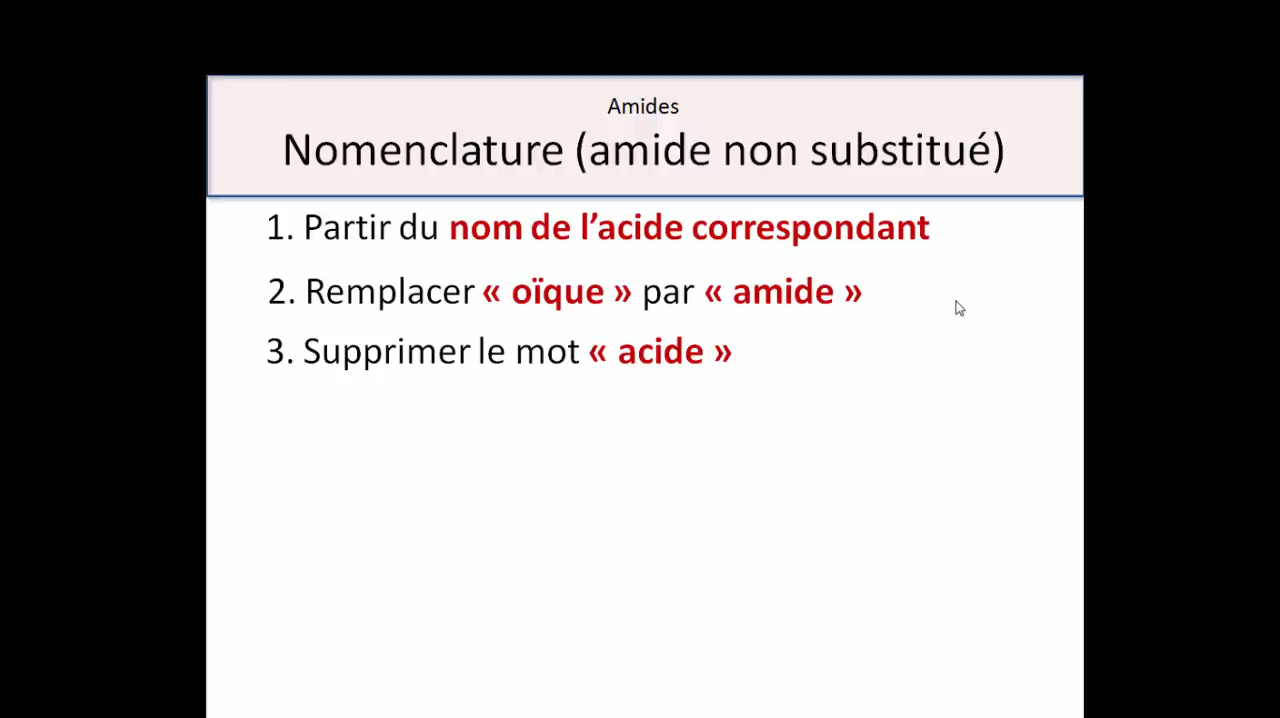 Amides
Nomenclature (amide non substitué)
1. Partir du nom de l’acide correspondant
2. Remplacer « oïque » par « amide »
3. Supprimer le mot « acide »